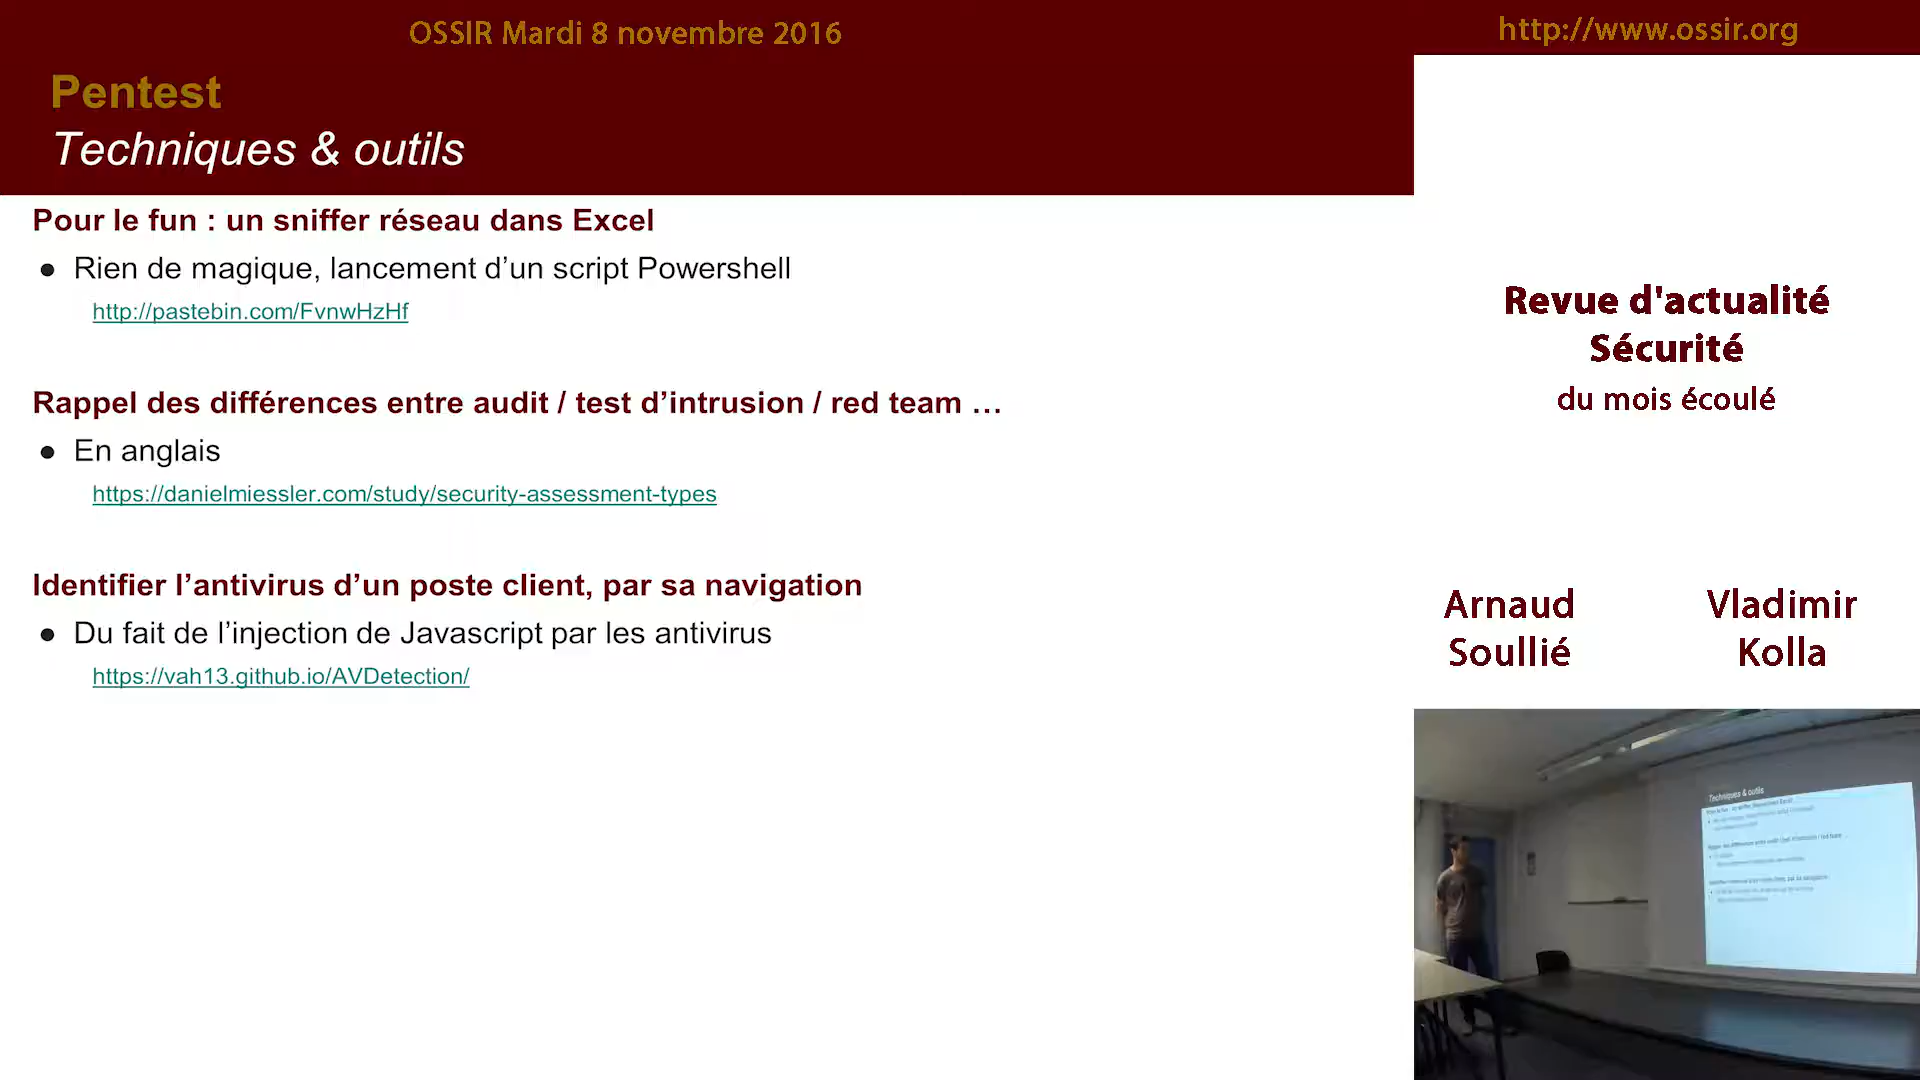 OSSIR Mardi 8 novembre 2016
http://www.ossir.org
Pentest
Techniques & outils
Pour le fun : un sniffer réseau dans Excel
● Rien de magique, lancement d’un script Powershell
http://pastebin.com/FvnwHzHf
Rappel des différences entre audit / test d’intrusion / red team …
● En anglais
https://danielmiessler.com/study/security-assessment-types
Identifier l’antivirus d’un poste client, par sa navigation
● Du fait de l’injection de Javascript par les antivirus
https://vah13.github.io/AVDetection/
Revue d'actualité
Sécurité
du mois écoulé
Arnaud
Soullié
Vladimir
Kolla
Techniques & outils